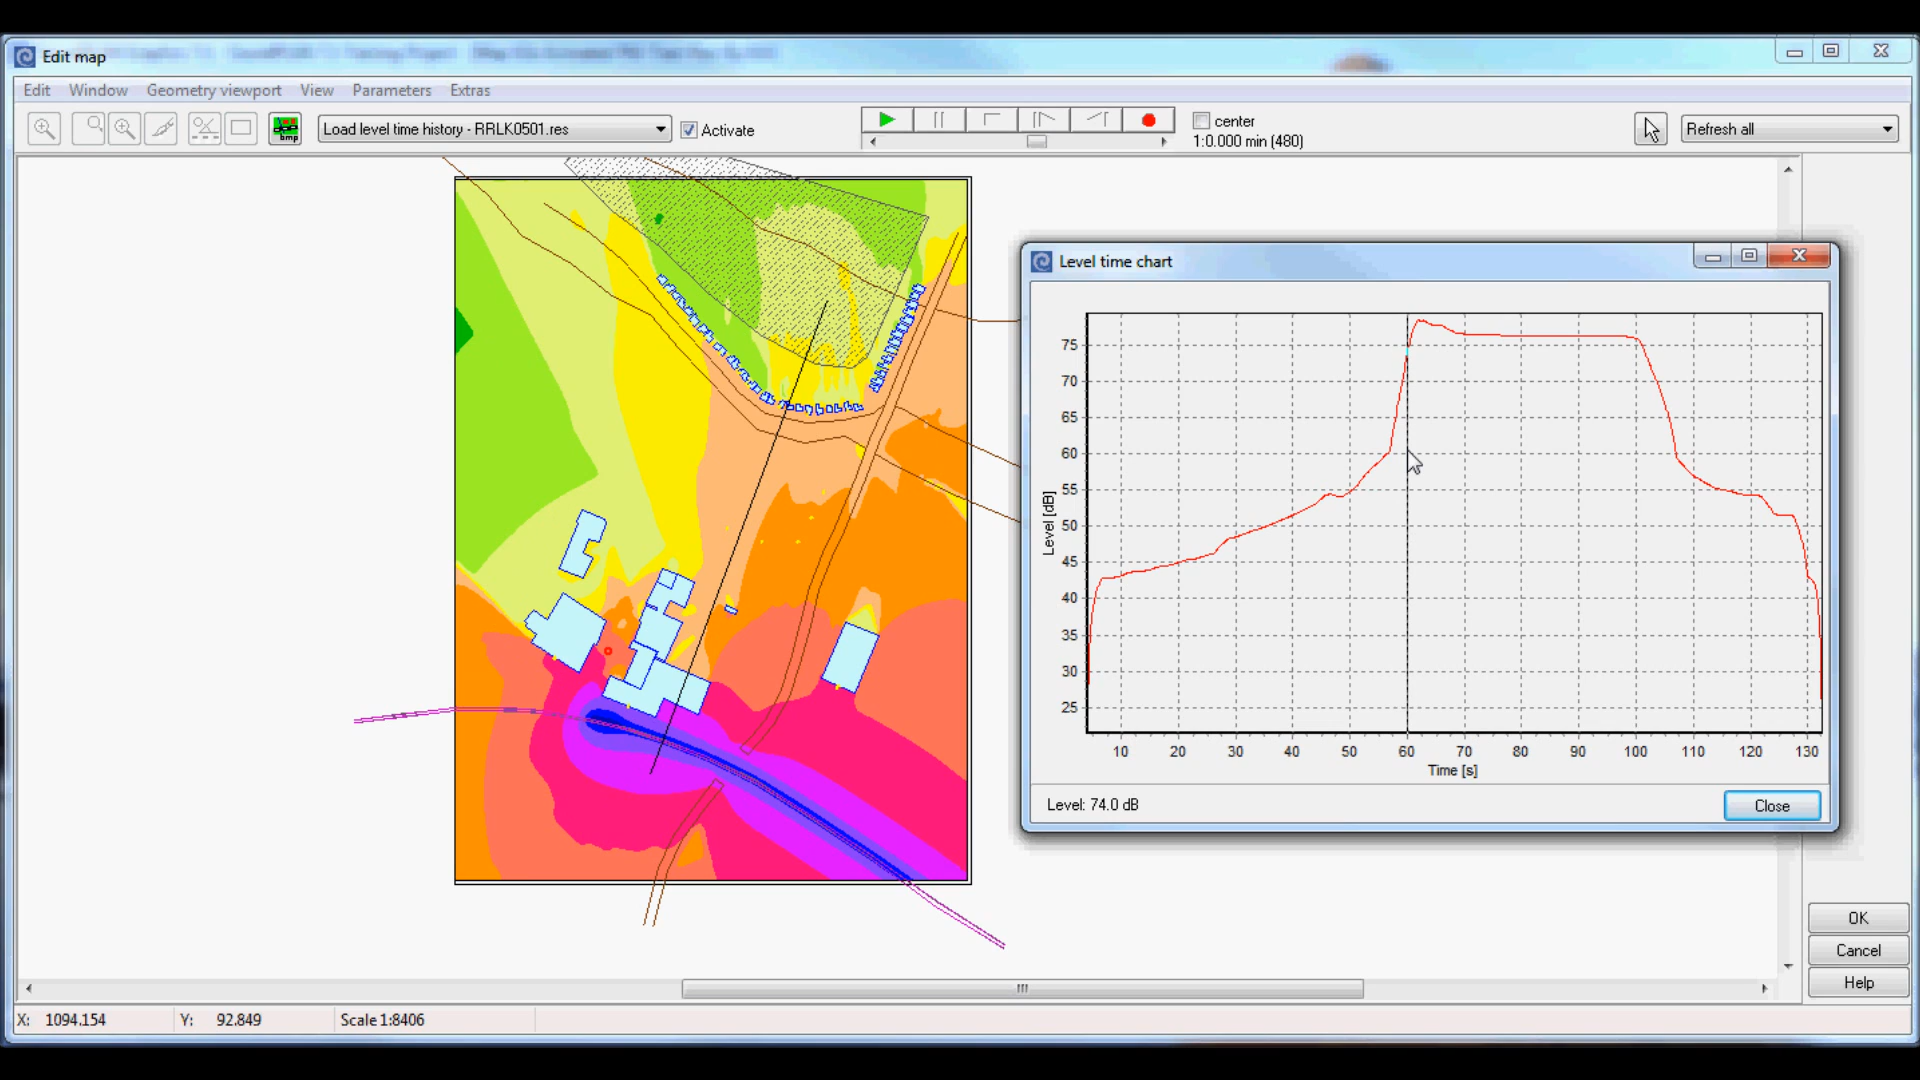 Edit map
Edit Window Geometry viewport View Parameters Extras
bmp
Load level time history - RRLK0501.res
Activate
center
1:0.000 min (480)
Refresh all
Level time chart
75
70
65
60
55
50
45
40
35
30
25
Level [dB]
10 20 30 40 50 60 70 80 90 100 110 120 130
Time [s]
Level: 74.0 dB
Close
OK
Cancel
Help
X: 1094.154 Y: 92.849 Scale 1:8406